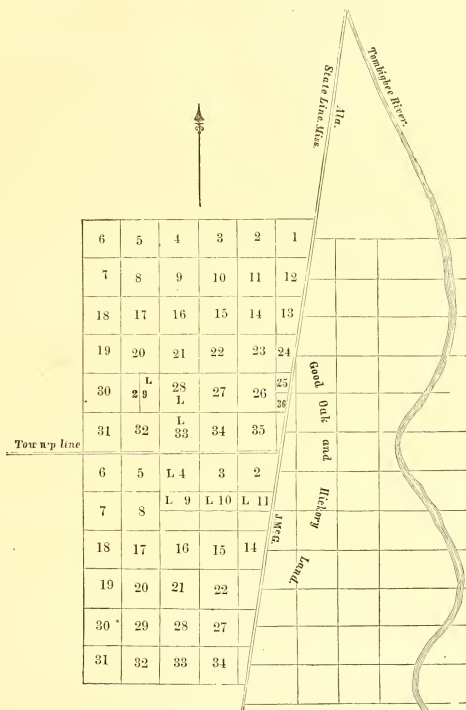 Tombigbee River.
Ala.
State Line. Miss.
6 5 4 3 2 1
7 8 9 10 11 12
18 17 16 15 14 13
19 20 21 22 23 24
L
30 29 28 27 26 25
L
36
L
31 32 33 34 35
Town'p line
6 5 L 4 3 2
L 9 L 10 L 11
7 8
18 17 16 15 14
19 20 21 22
30 29 28 27
31 32 33 34
J. McG.
Good Oak and Hickory Land.